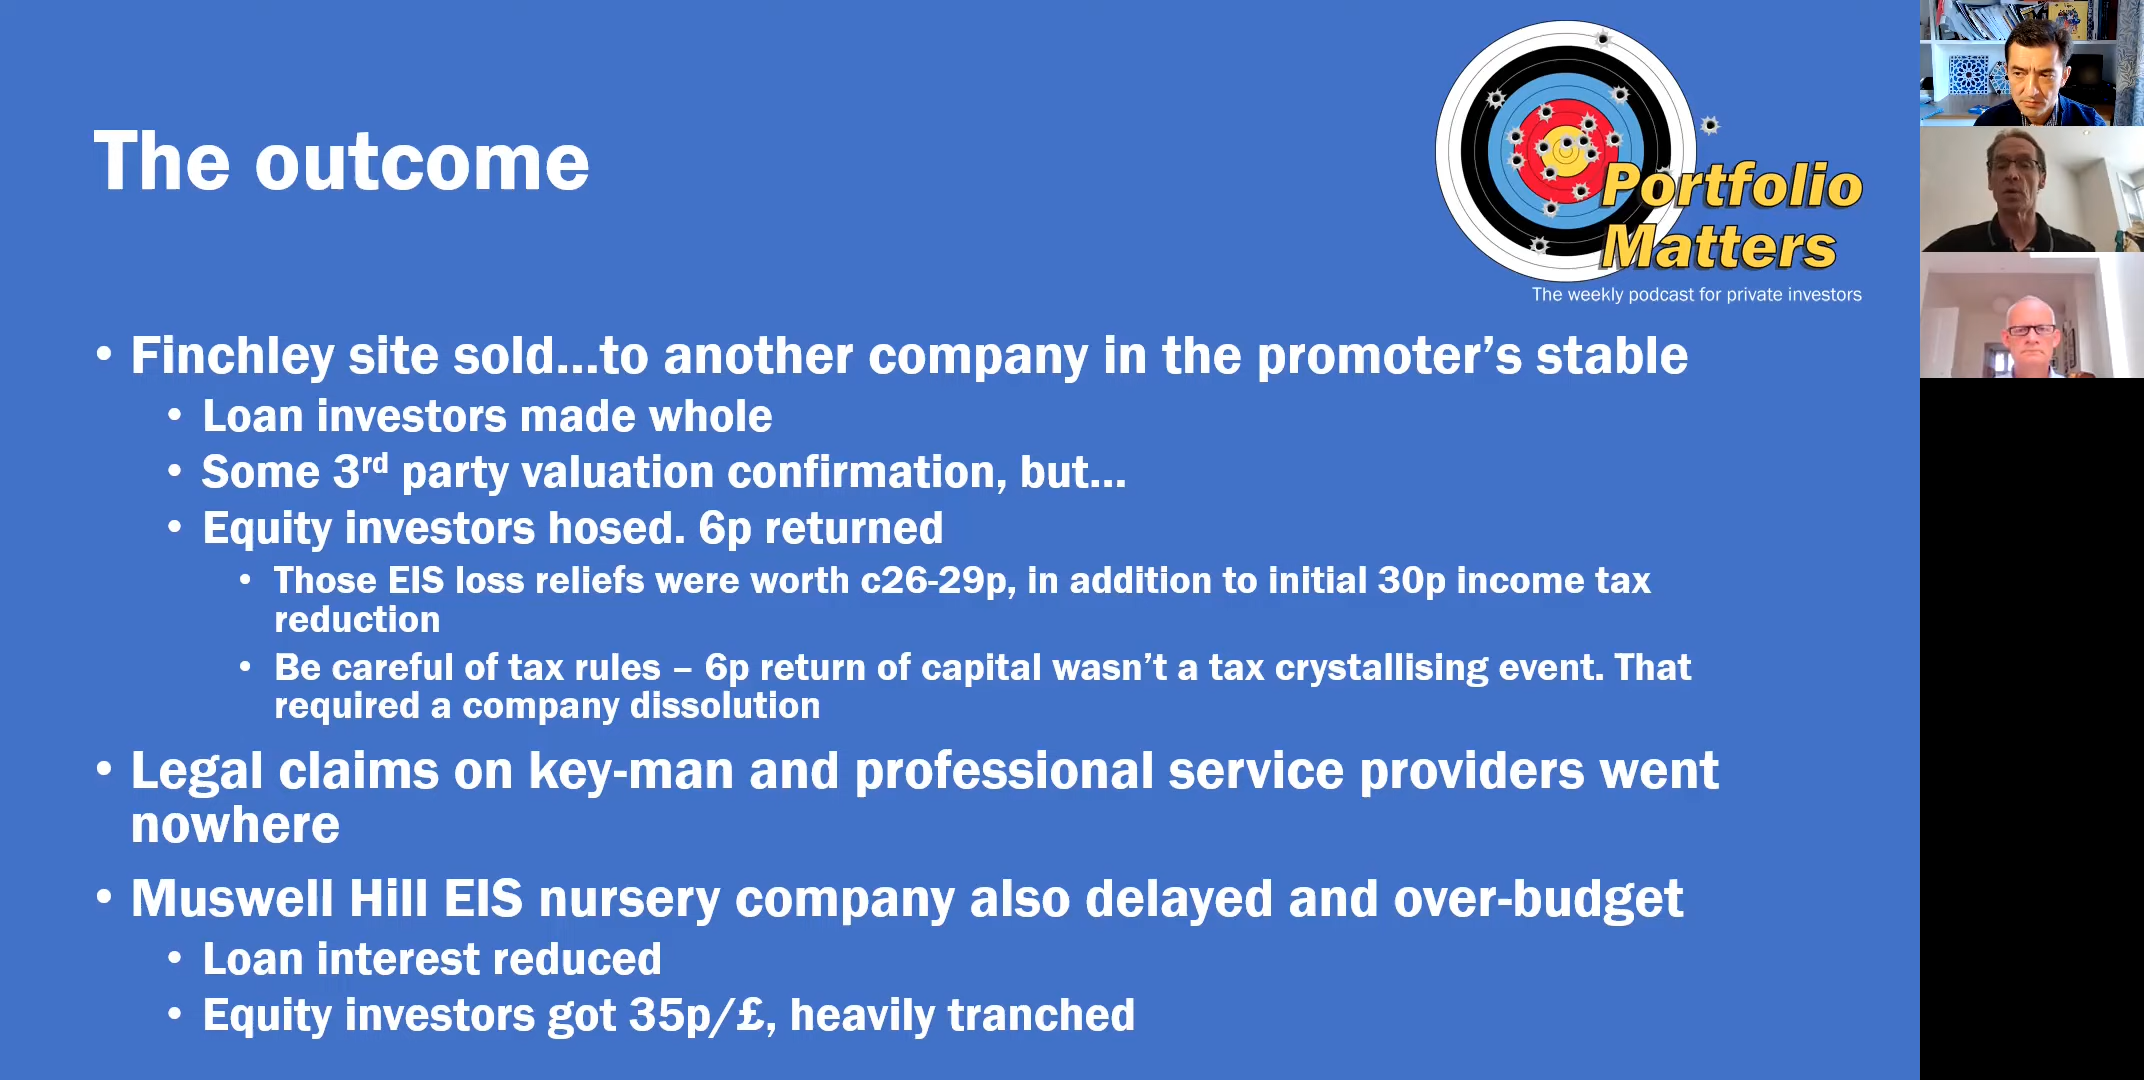 The outcome
Portfolio
Matters
The weekly podcast for private investors
• Finchley site sold...to another company in the promoter’s stable
• Loan investors made whole
• Some 3rd party valuation confirmation, but...
• Equity investors hosed. 6p returned
• Those EIS loss reliefs were worth c26-29p, in addition to initial 30p income tax
reduction
• Be careful of tax rules – 6p return of capital wasn’t a tax crystallising event. That
required a company dissolution
• Legal claims on key-man and professional service providers went
nowhere
• Muswell Hill EIS nursery company also delayed and over-budget
• Loan interest reduced
• Equity investors got 35p/£, heavily tranched